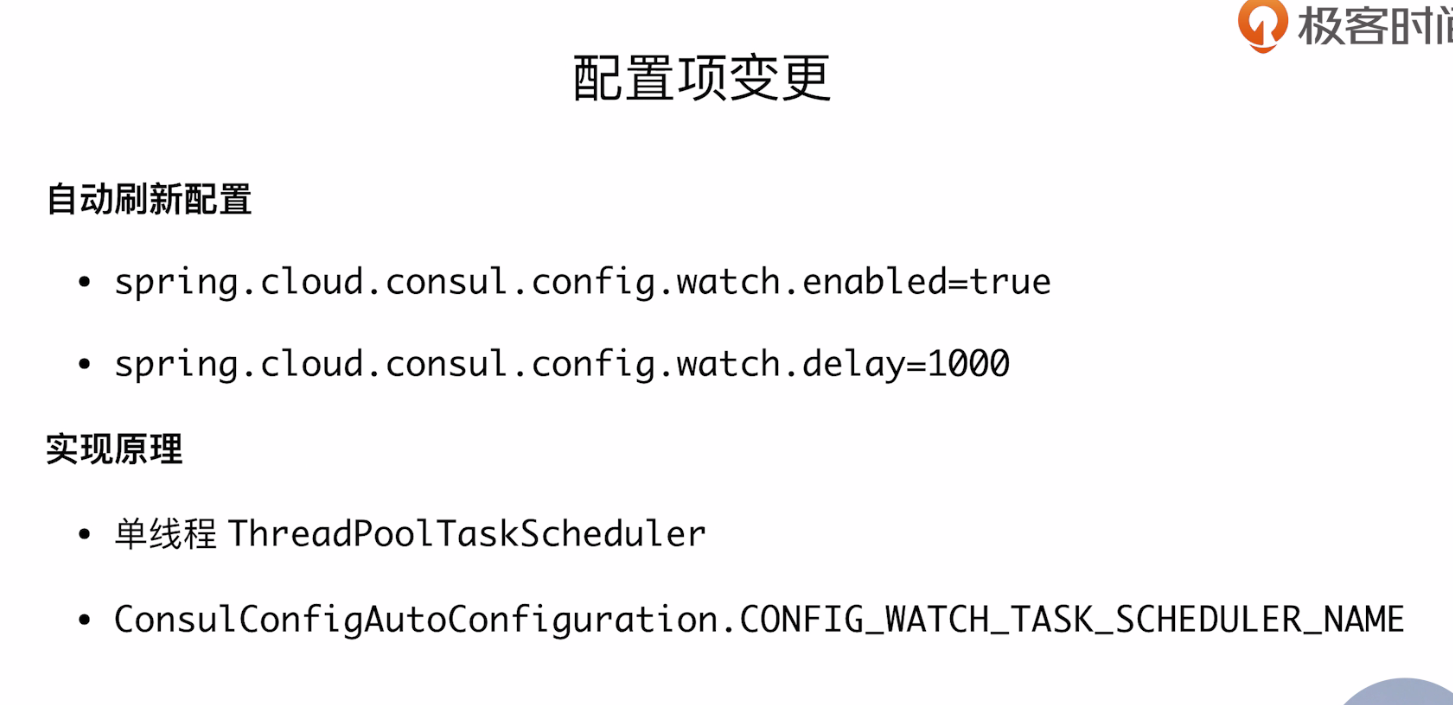 极客时间
配置项变更
自动刷新配置
• spring.cloud.consul.config.watch.enabled=true
• spring.cloud.consul.config.watch.delay=1000
实现原理
• 单线程 ThreadPoolTaskScheduler
• ConsulConfigAutoConfiguration.CONFIG_WATCH_TASK_SCHEDULER_NAME